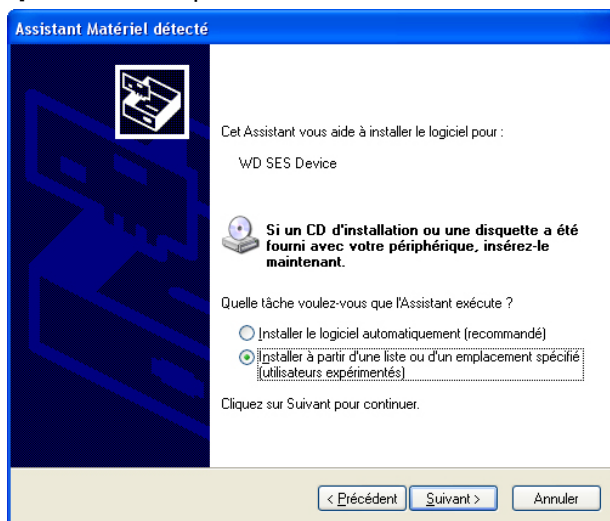 Assistant Matériel détecté
Cet Assistant vous aide à installer le logiciel pour :
WD SES Device
Si un CD d'installation ou une disquette a été
fourni avec votre périphérique, insérez-le
maintenant.
Quelle tâche voulez-vous que l'Assistant exécute ?
Installer le logiciel automatiquement (recommandé)
Installer à partir d'une liste ou d'un emplacement spécifié
(utilisateurs expérimentés)
Cliquez sur Suivant pour continuer.
< Précédent Suivant > Annuler